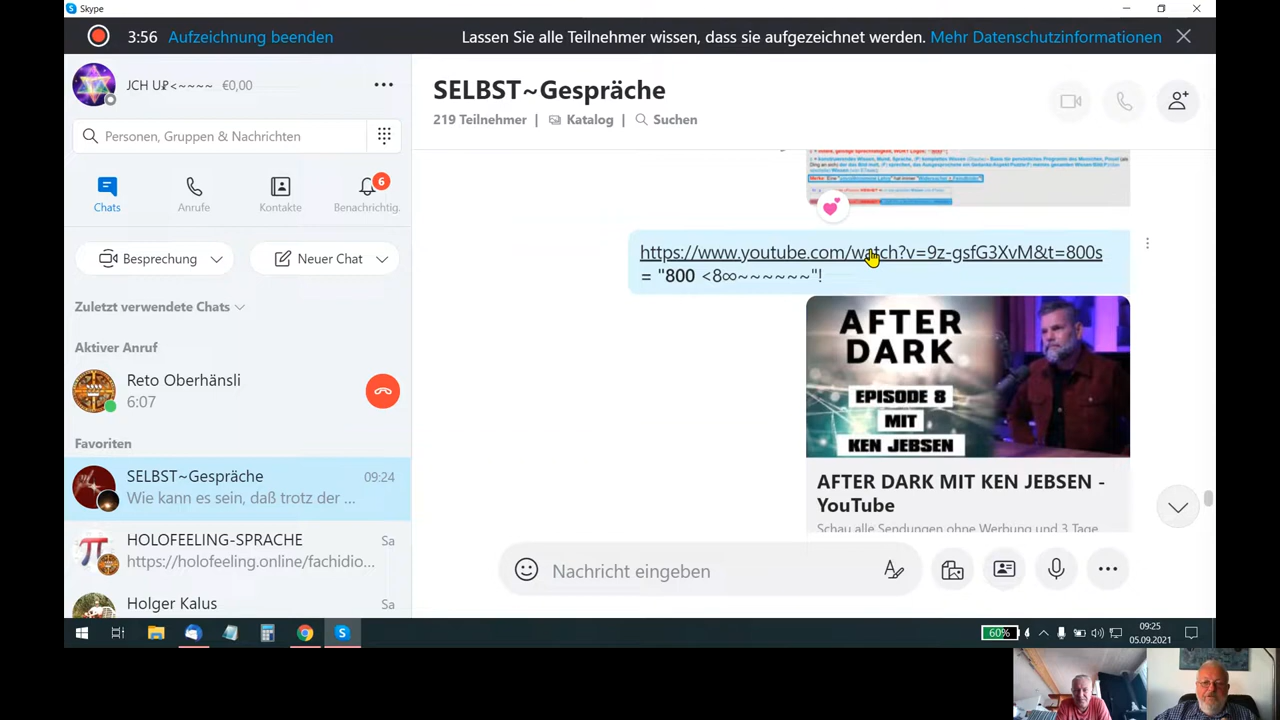 Skype
3:56 Aufzeichnung beenden
Lassen Sie alle Teilnehmer wissen, dass sie aufgezeichnet werden. Mehr Datenschutzinformationen
€0,00
Personen, Gruppen & Nachrichten
6
Chats
Anrufe
Kontakte
Benachrichtig.
Besprechung
Neuer Chat
Zuletzt verwendete Chats
Aktiver Anruf
Reto Oberhänsli
6:07
Favoriten
SELBST~Gespräche 09:24
Wie kann es sein, daß trotz der ...
HOLOFEELING-SPRACHE Sa
https://holofeeling.online/fachidio...
Holger Kalus Sa
SELBST~Gespräche
219 Teilnehmer | Katalog | Suchen
https://www.youtube.com/watch?v=9z-gsfG3XvM&t=800s
= "800 <8∞~~~~~~"!
AFTER
DARK
EPISODE 8
MIT
KEN JEBSEN
AFTER DARK MIT KEN JEBSEN -
YouTube
Schau alle Sendungen ohne Werbung und 3 Tage
Nachricht eingeben
60%
09:25
05.09.2021